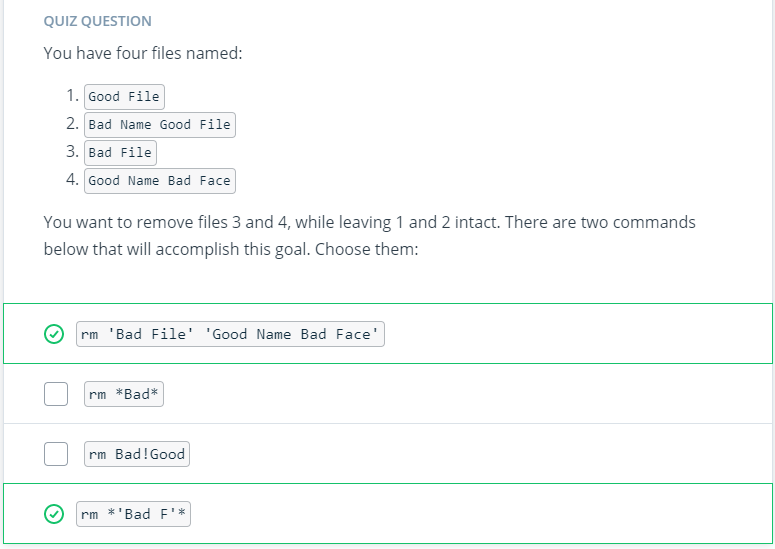 QUIZ QUESTION
You have four files named:
1. Good File
2. Bad Name Good File
3. Bad File
4. Good Name Bad Face
You want to remove files 3 and 4, while leaving 1 and 2 intact. There are two commands
below that will accomplish this goal. Choose them:
rm 'Bad File' 'Good Name Bad Face'
rm *Bad*
rm Bad!Good
rm *'Bad F'*